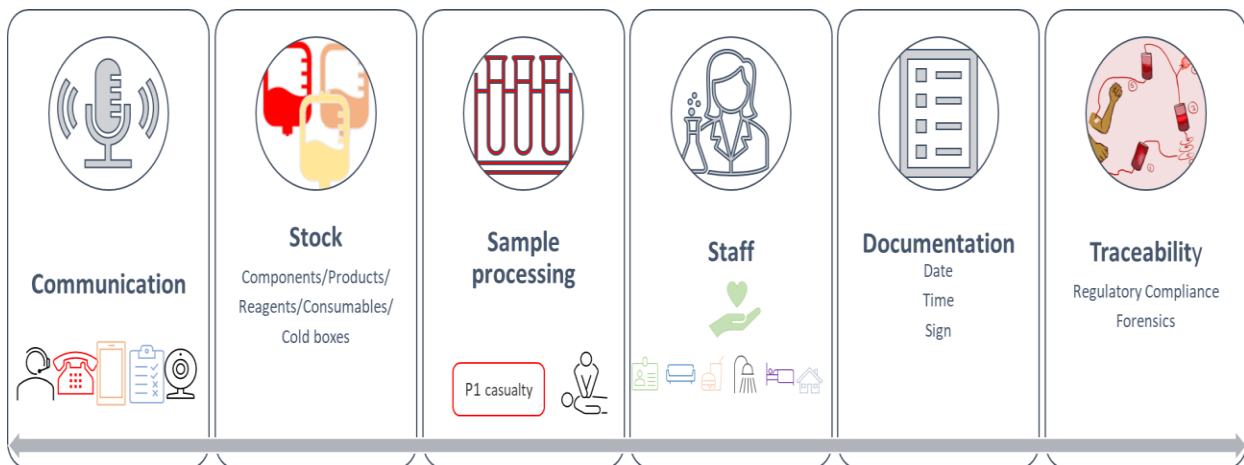 Communication
Stock
Components/Products/
Reagents/Consumables/
Cold boxes
Sample
processing
P1 casualty
Staff
Documentation
Date
Time
Sign
Traceability
Regulatory Compliance
Forensics